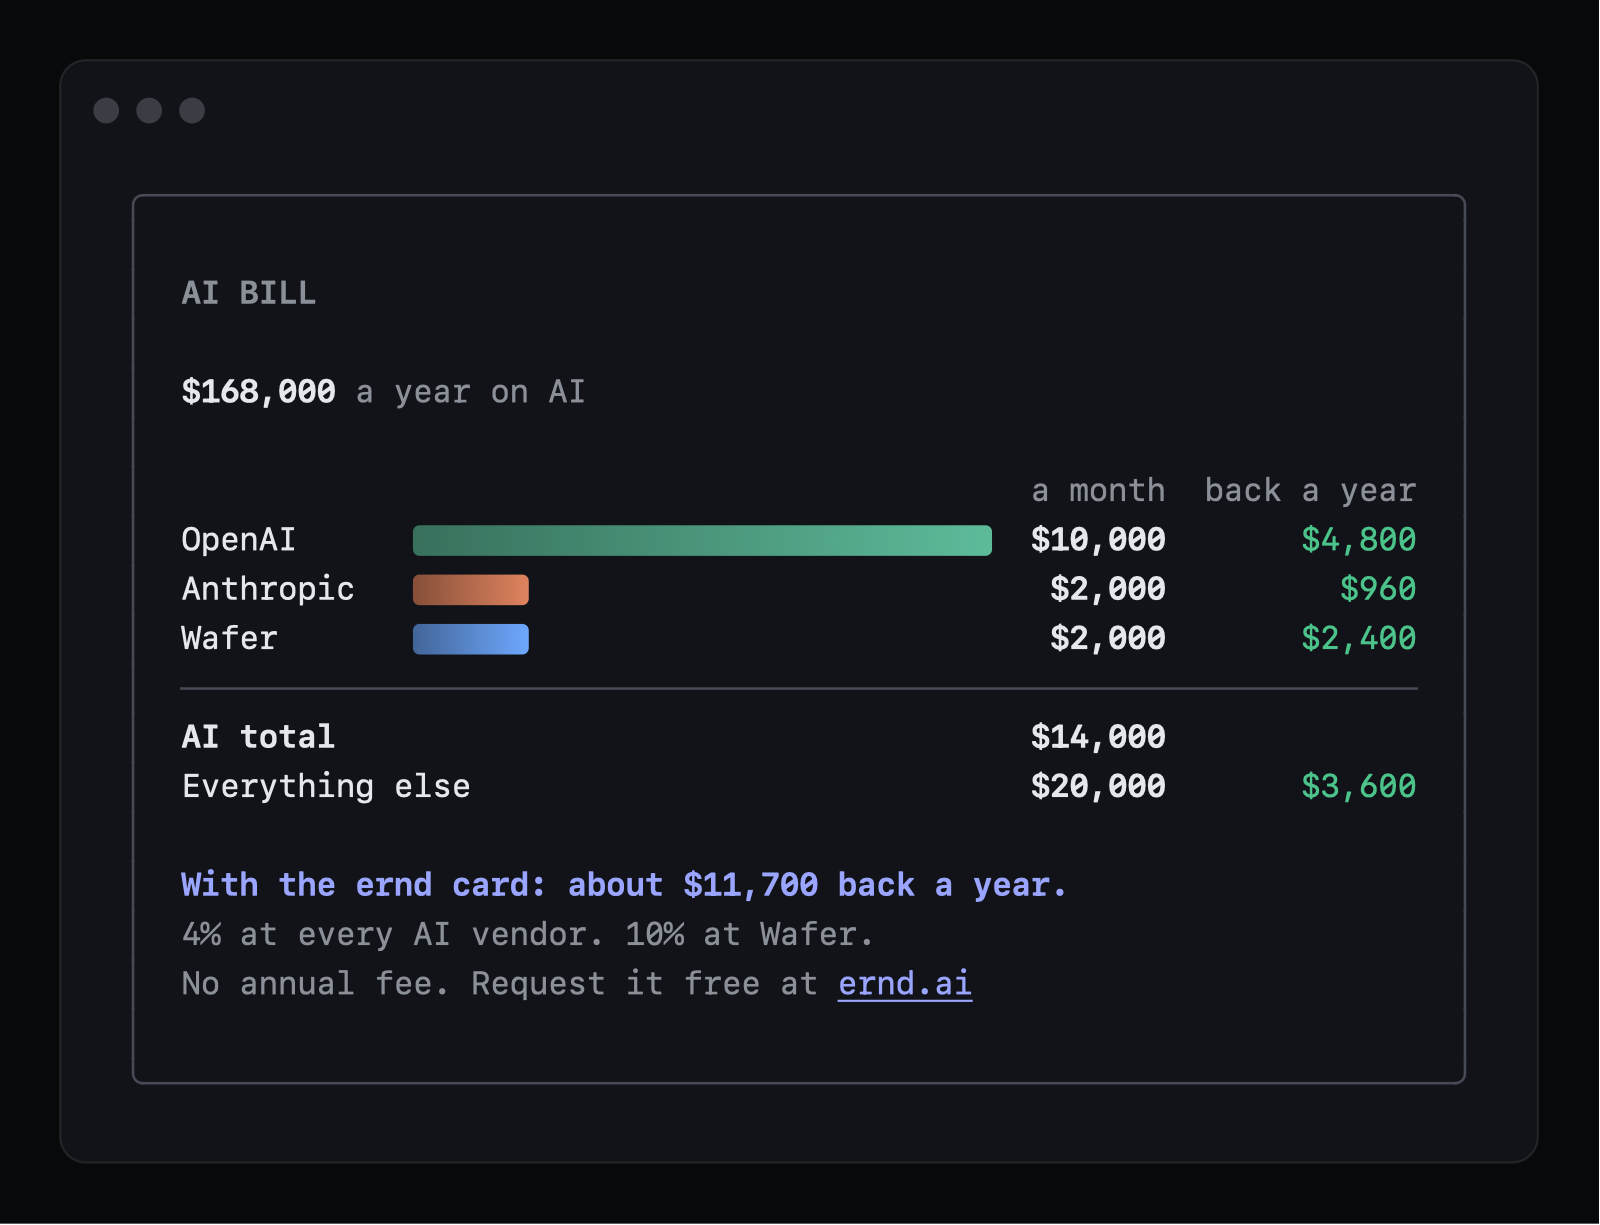 AI BILL
$168,000 a year on AI
a month back a year
OpenAI $10,000 $4,800
Anthropic $2,000 $960
Wafer $2,000 $2,400
AI total $14,000
Everything else $20,000 $3,600
With the ernd card: about $11,700 back a year.
4% at every AI vendor. 10% at Wafer.
No annual fee. Request it free at ernd.ai